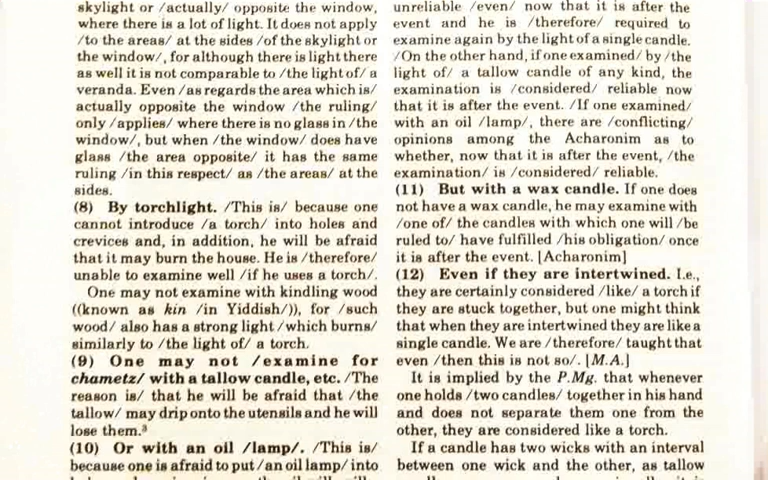 skylight or /actually/ opposite the window,
where there is a lot of light. It does not apply
/to the areas/ at the sides /of the skylight or
the window/, for although there is light there
as well it is not comparable to /the light of/ a
veranda. Even /as regards the area which is/
actually opposite the window /the ruling/
only /applies/ where there is no glass in /the
window/, but when /the window/ does have
glass /the area opposite/ it has the same
ruling /in this respect/ as /the areas/ at the
sides.
(8) By torchlight. /This is/ because one
cannot introduce /a torch/ into holes and
crevices and, in addition, he will be afraid
that it may burn the house. He is /therefore/
unable to examine well /if he uses a torch/.
One may not examine with kindling wood
((known as kin /in Yiddish/)), for /such
wood/ also has a strong light /which burns/
similarly to /the light of/ a torch.
(9) One may not /examine for
chametz/ with a tallow candle, etc. /The
reason is/ that he will be afraid that /the
tallow/ may drip onto the utensils and he will
lose them.³
(10) Or with an oil /lamp/. /This is/
because one is afraid to put /an oil lamp/ into
unreliable /even/ now that it is after the
event and he is /therefore/ required to
examine again by the light of a single candle.
/On the other hand, if one examined/ by /the
light of/ a tallow candle of any kind, the
examination is /considered/ reliable now
that it is after the event. /If one examined/
with an oil /lamp/, there are /conflicting/
opinions among the Acharonim as to
whether, now that it is after the event, /the
examination/ is /considered/ reliable.
(11) But with a wax candle. If one does
not have a wax candle, he may examine with
/one of/ the candles with which one will /be
ruled to/ have fulfilled /his obligation/ once
it is after the event. [Acharonim]
(12) Even if they are intertwined. I.e.,
they are certainly considered /like/ a torch if
they are stuck together, but one might think
that when they are intertwined they are like a
single candle. We are /therefore/ taught that
even /then this is not so/. [M.A.]
It is implied by the P.Mg. that whenever
one holds /two candles/ together in his hand
and does not separate them one from the
other, they are considered like a torch.
If a candle has two wicks with an interval
between one wick and the other, as tallow